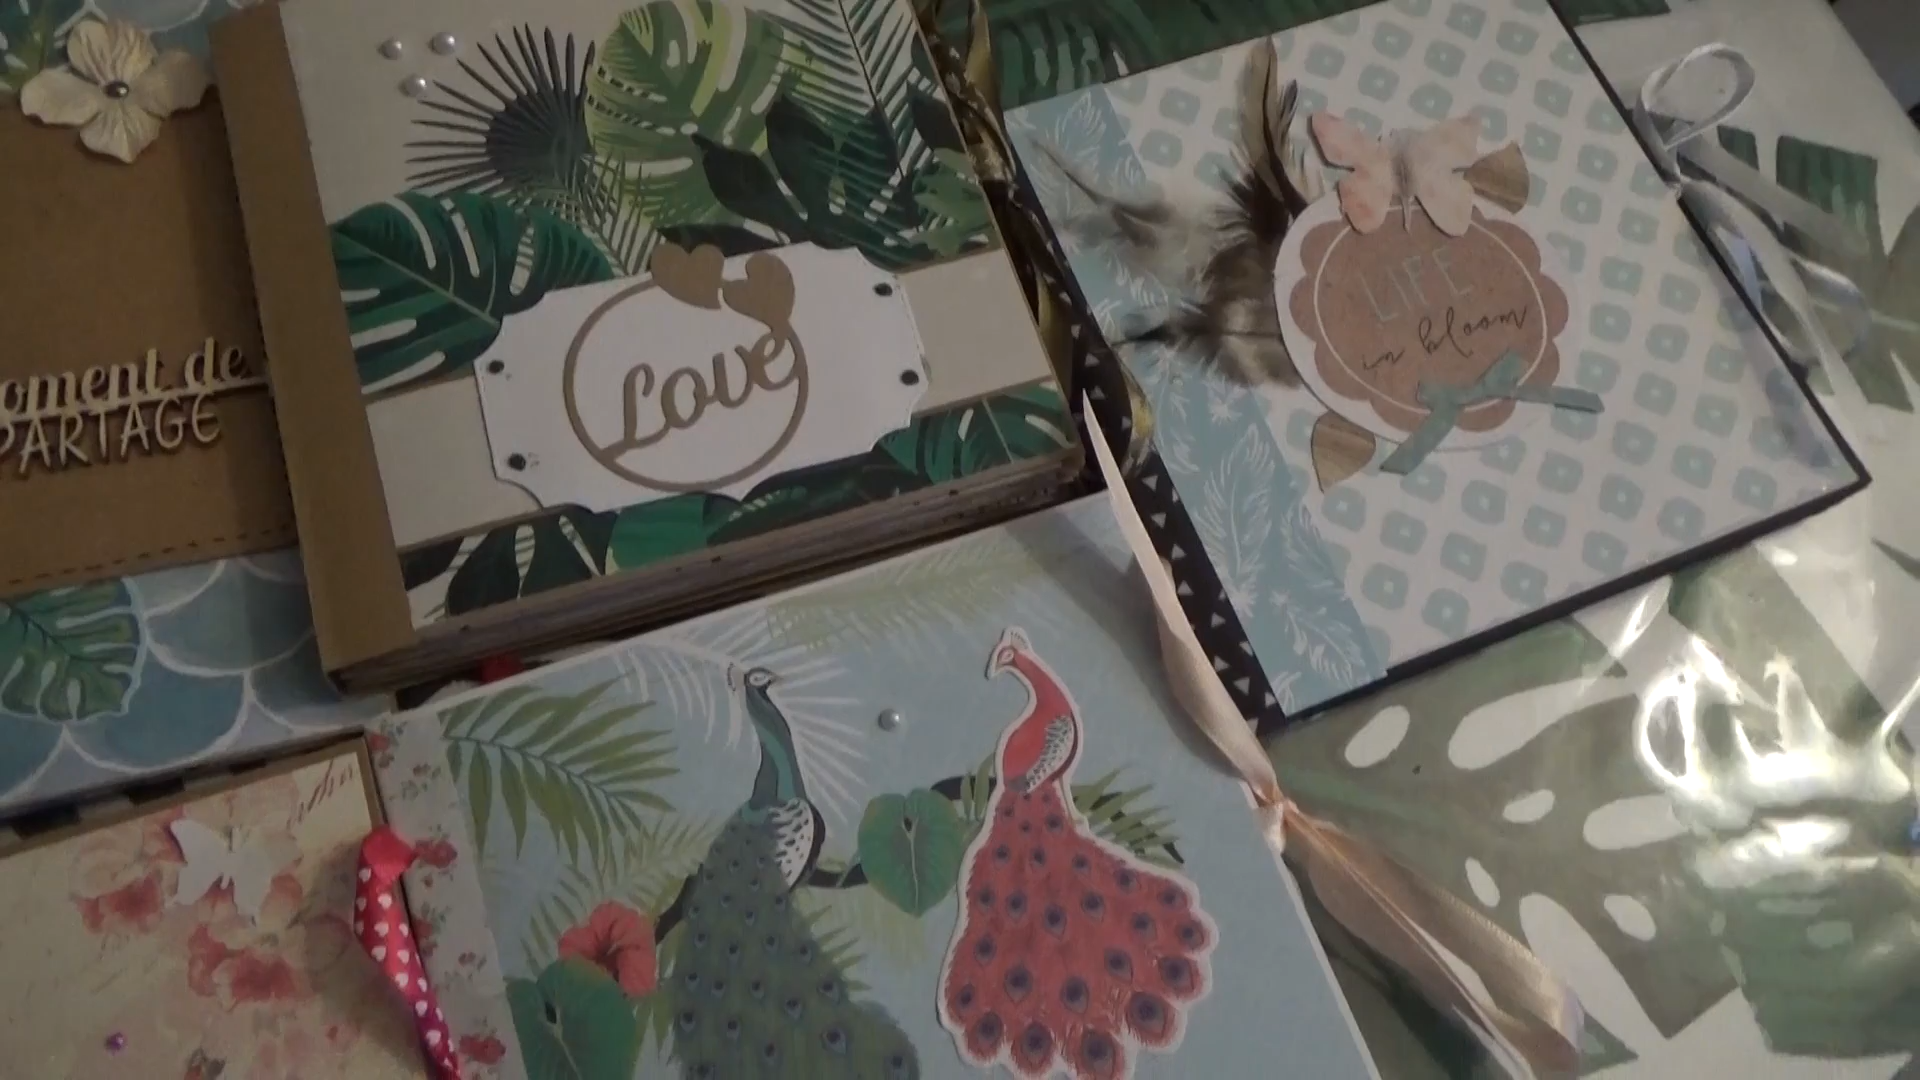 oment de
PARTAGE
Love
LIFE
in bloom